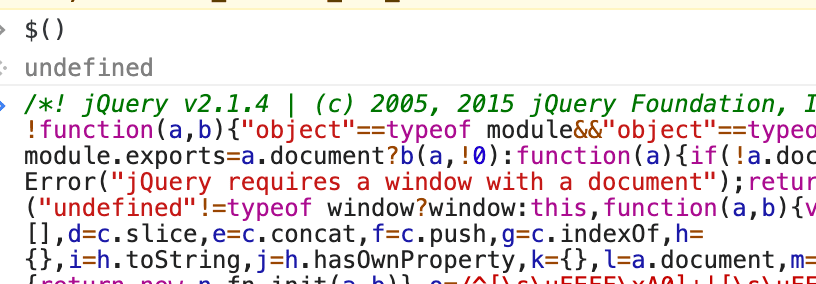 $()
undefined
/*! jQuery v2.1.4 | (c) 2005, 2015 jQuery Foundation,
!function(a,b){"object"==typeof module&&"object"==typeo
module.exports=a.document?b(a,!0):function(a){if(!a.doc
Error("jQuery requires a window with a document");retur
("undefined"!=typeof window?window:this,function(a,b){v
[],d=c.slice,e=c.concat,f=c.push,g=c.indexOf,h=
{},i=h.toString,j=h.hasOwnProperty,k={},l=a.document,m=